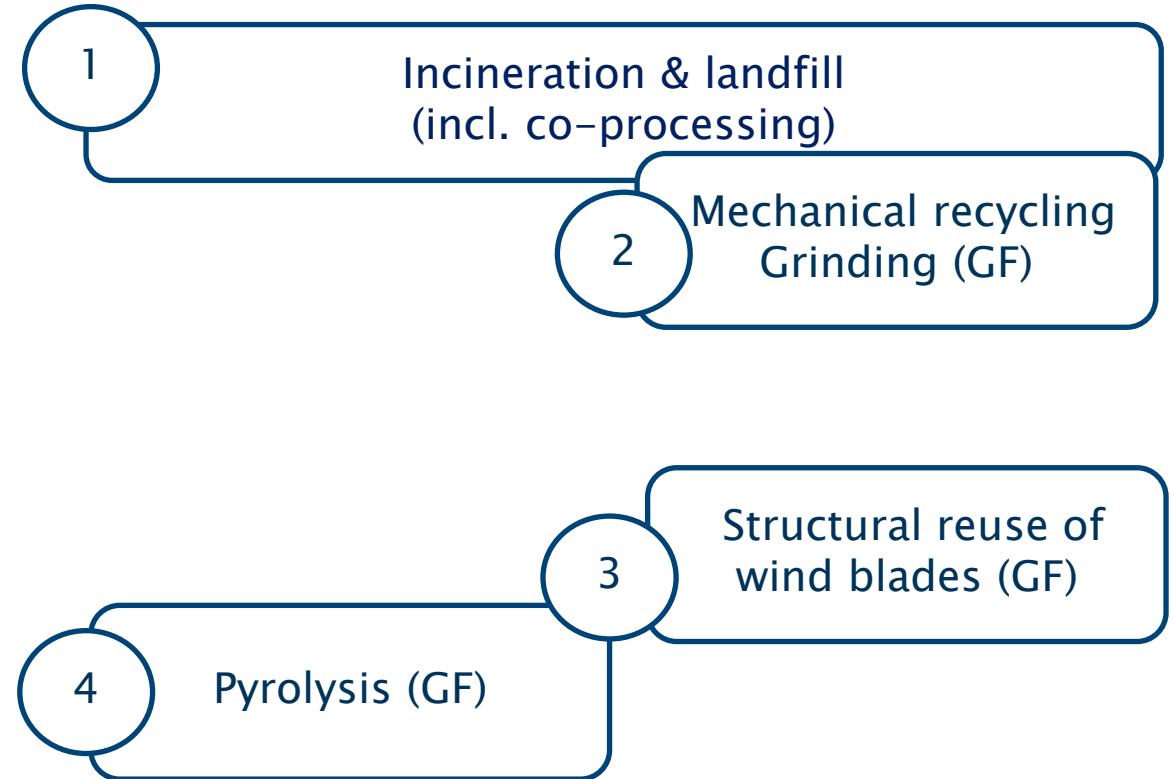 1
Incineration & landfill
(incl. co-processing)
2
Mechanical recycling
Grinding (GF)
3
Structural reuse of
wind blades (GF)
4
Pyrolysis (GF)